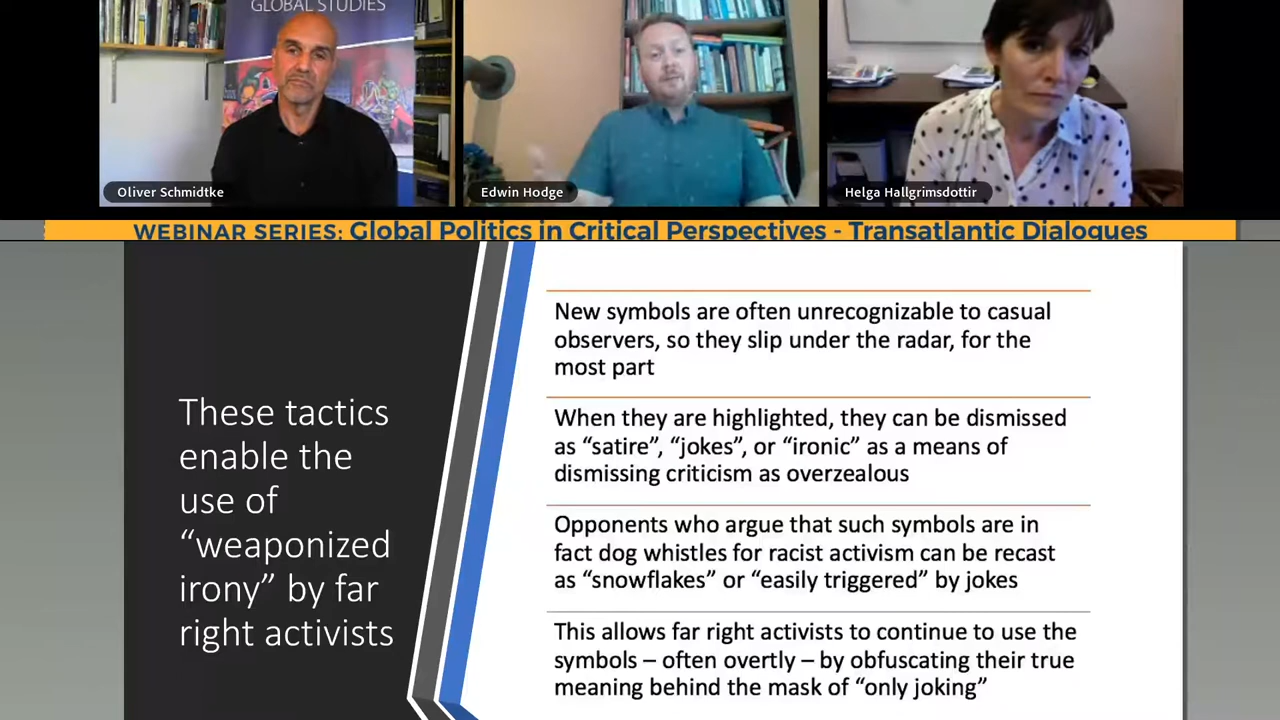 GLOBAL STUDIES
Oliver Schmidtke
Edwin Hodge
Helga Hallgrimsdottir
WEBINAR SERIES: Global Politics in Critical Perspectives - Transatlantic Dialogues
These tactics
enable the
use of
“weaponized
irony” by far
right activists
New symbols are often unrecognizable to casual
observers, so they slip under the radar, for the
most part
When they are highlighted, they can be dismissed
as “satire”, “jokes”, or “ironic” as a means of
dismissing criticism as overzealous
Opponents who argue that such symbols are in
fact dog whistles for racist activism can be recast
as “snowflakes” or “easily triggered” by jokes
This allows far right activists to continue to use the
symbols – often overtly – by obfuscating their true
meaning behind the mask of “only joking”